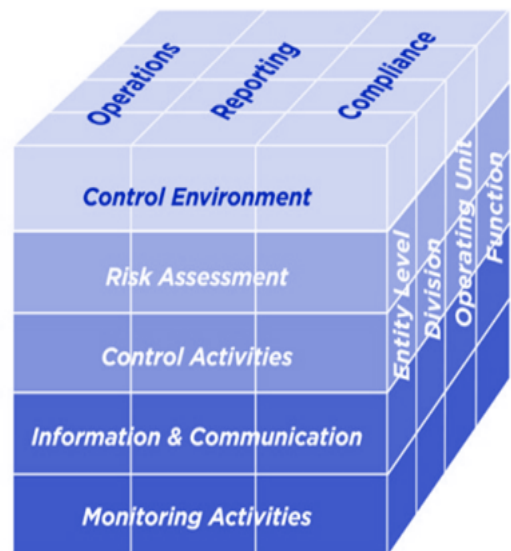 Operations
Reporting
Compliance
Control Environment
Risk Assessment
Control Activities
Information & Communication
Monitoring Activities
Entity Level
Division
Operating Unit
Function